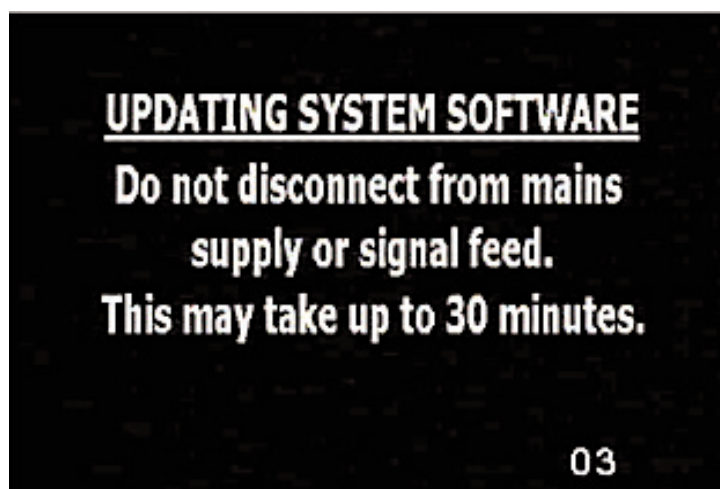 UPDATING SYSTEM SOFTWARE
Do not disconnect from mains
supply or signal feed.
This may take up to 30 minutes.
03